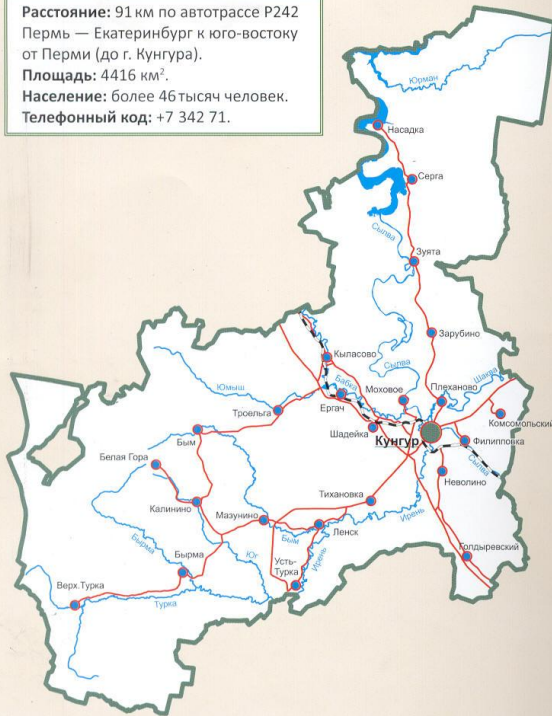 Расстояние: 91 км по автотрассе Р242
Пермь — Екатеринбург к юго-востоку
от Перми (до г. Кунгура).
Площадь: 4416 км².
Население: более 46 тысяч человек.
Телефонный код: +7 342 71.
Юрман
Насадка
Серга
Сылва
Зуята
Зарубино
Кыласово
Сылва
Шаква
Бабка
Юмыш
Моховое
Плеханово
Ергач
Троельга
Комсомольский
Шадейка
Кунгур
Филипповка
Бым
Сылва
Белая Гора
Неволино
Тихановка
Калинино
Мазунино
Ирень
Ленск
Бым
Бырма
Юг
Голдыревский
Бырма
Усть-
Турка
Ирень
Верх.Турка
Турка